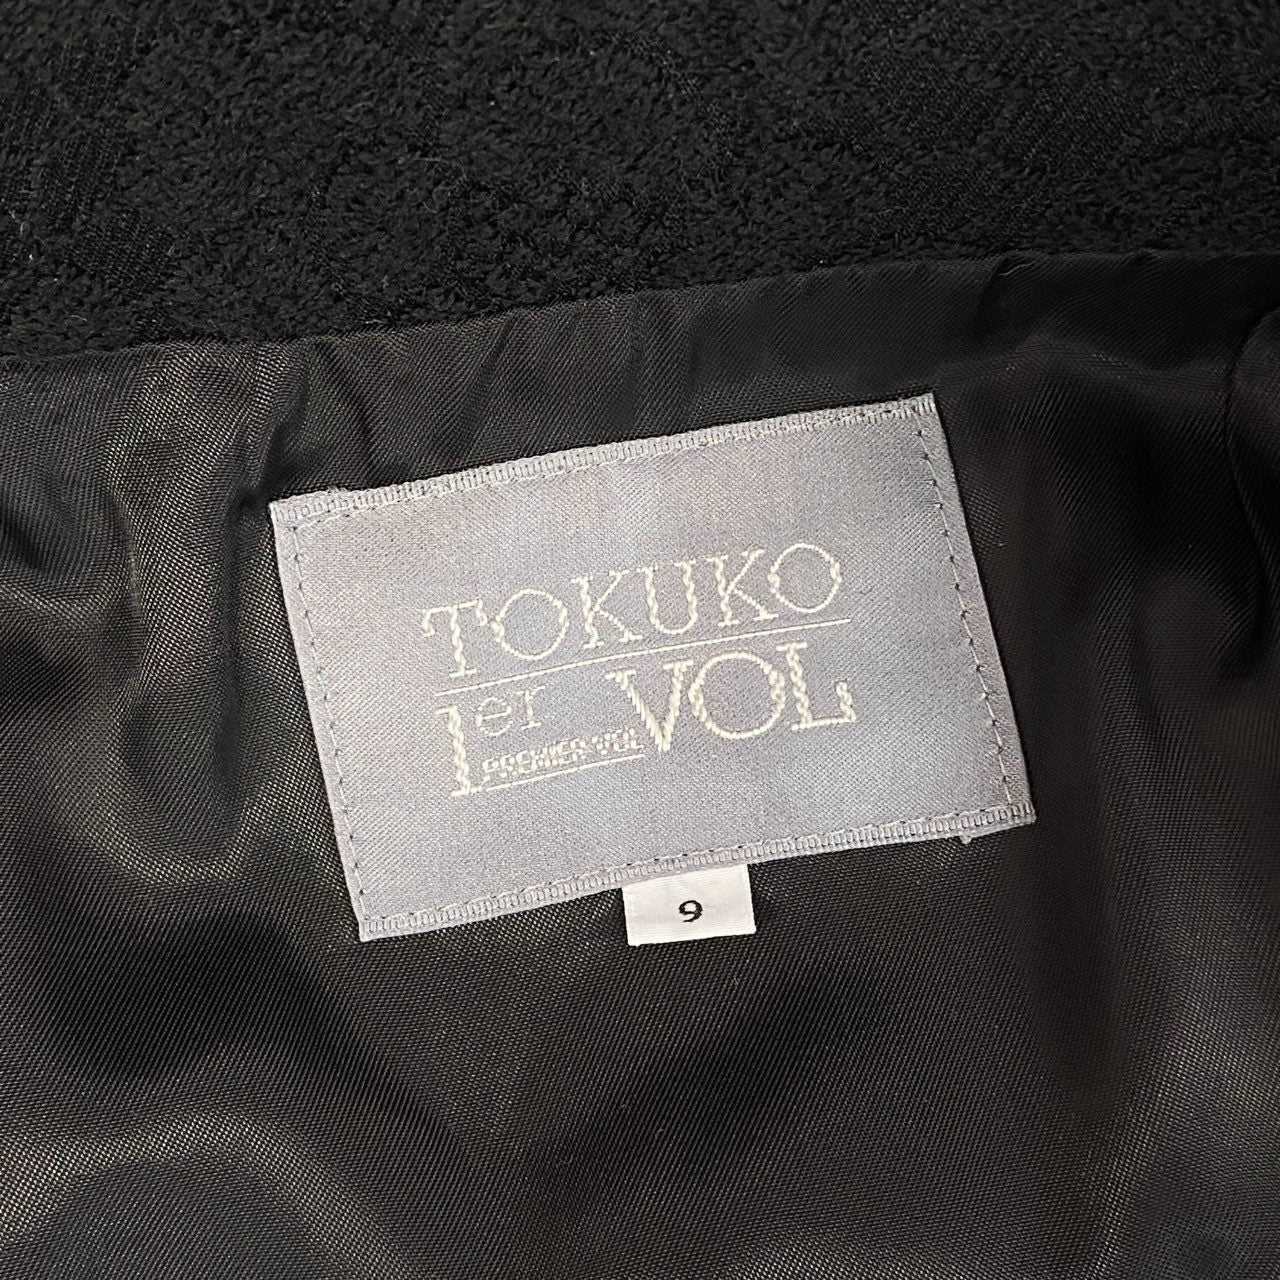 TOKUKO
1er VOL
PREMIER VOL
9